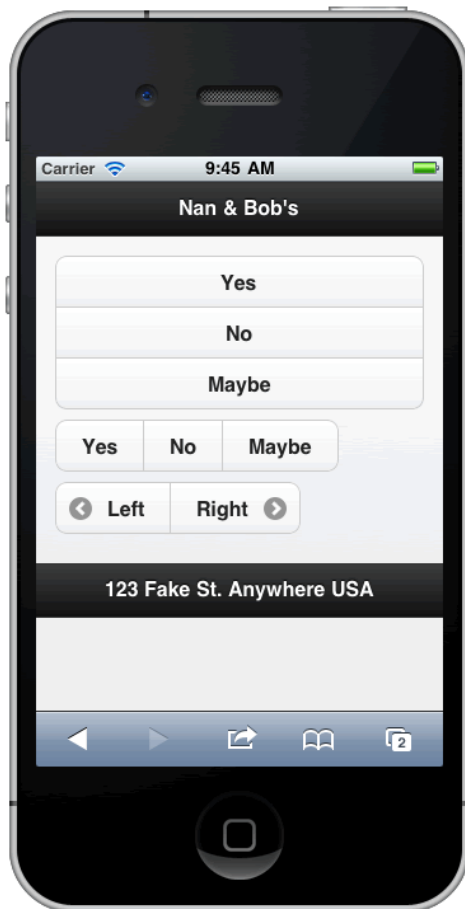 Carrier 9:45 AM
Nan & Bob's
Yes
No
Maybe
Yes No Maybe
Left Right
123 Fake St. Anywhere USA
2